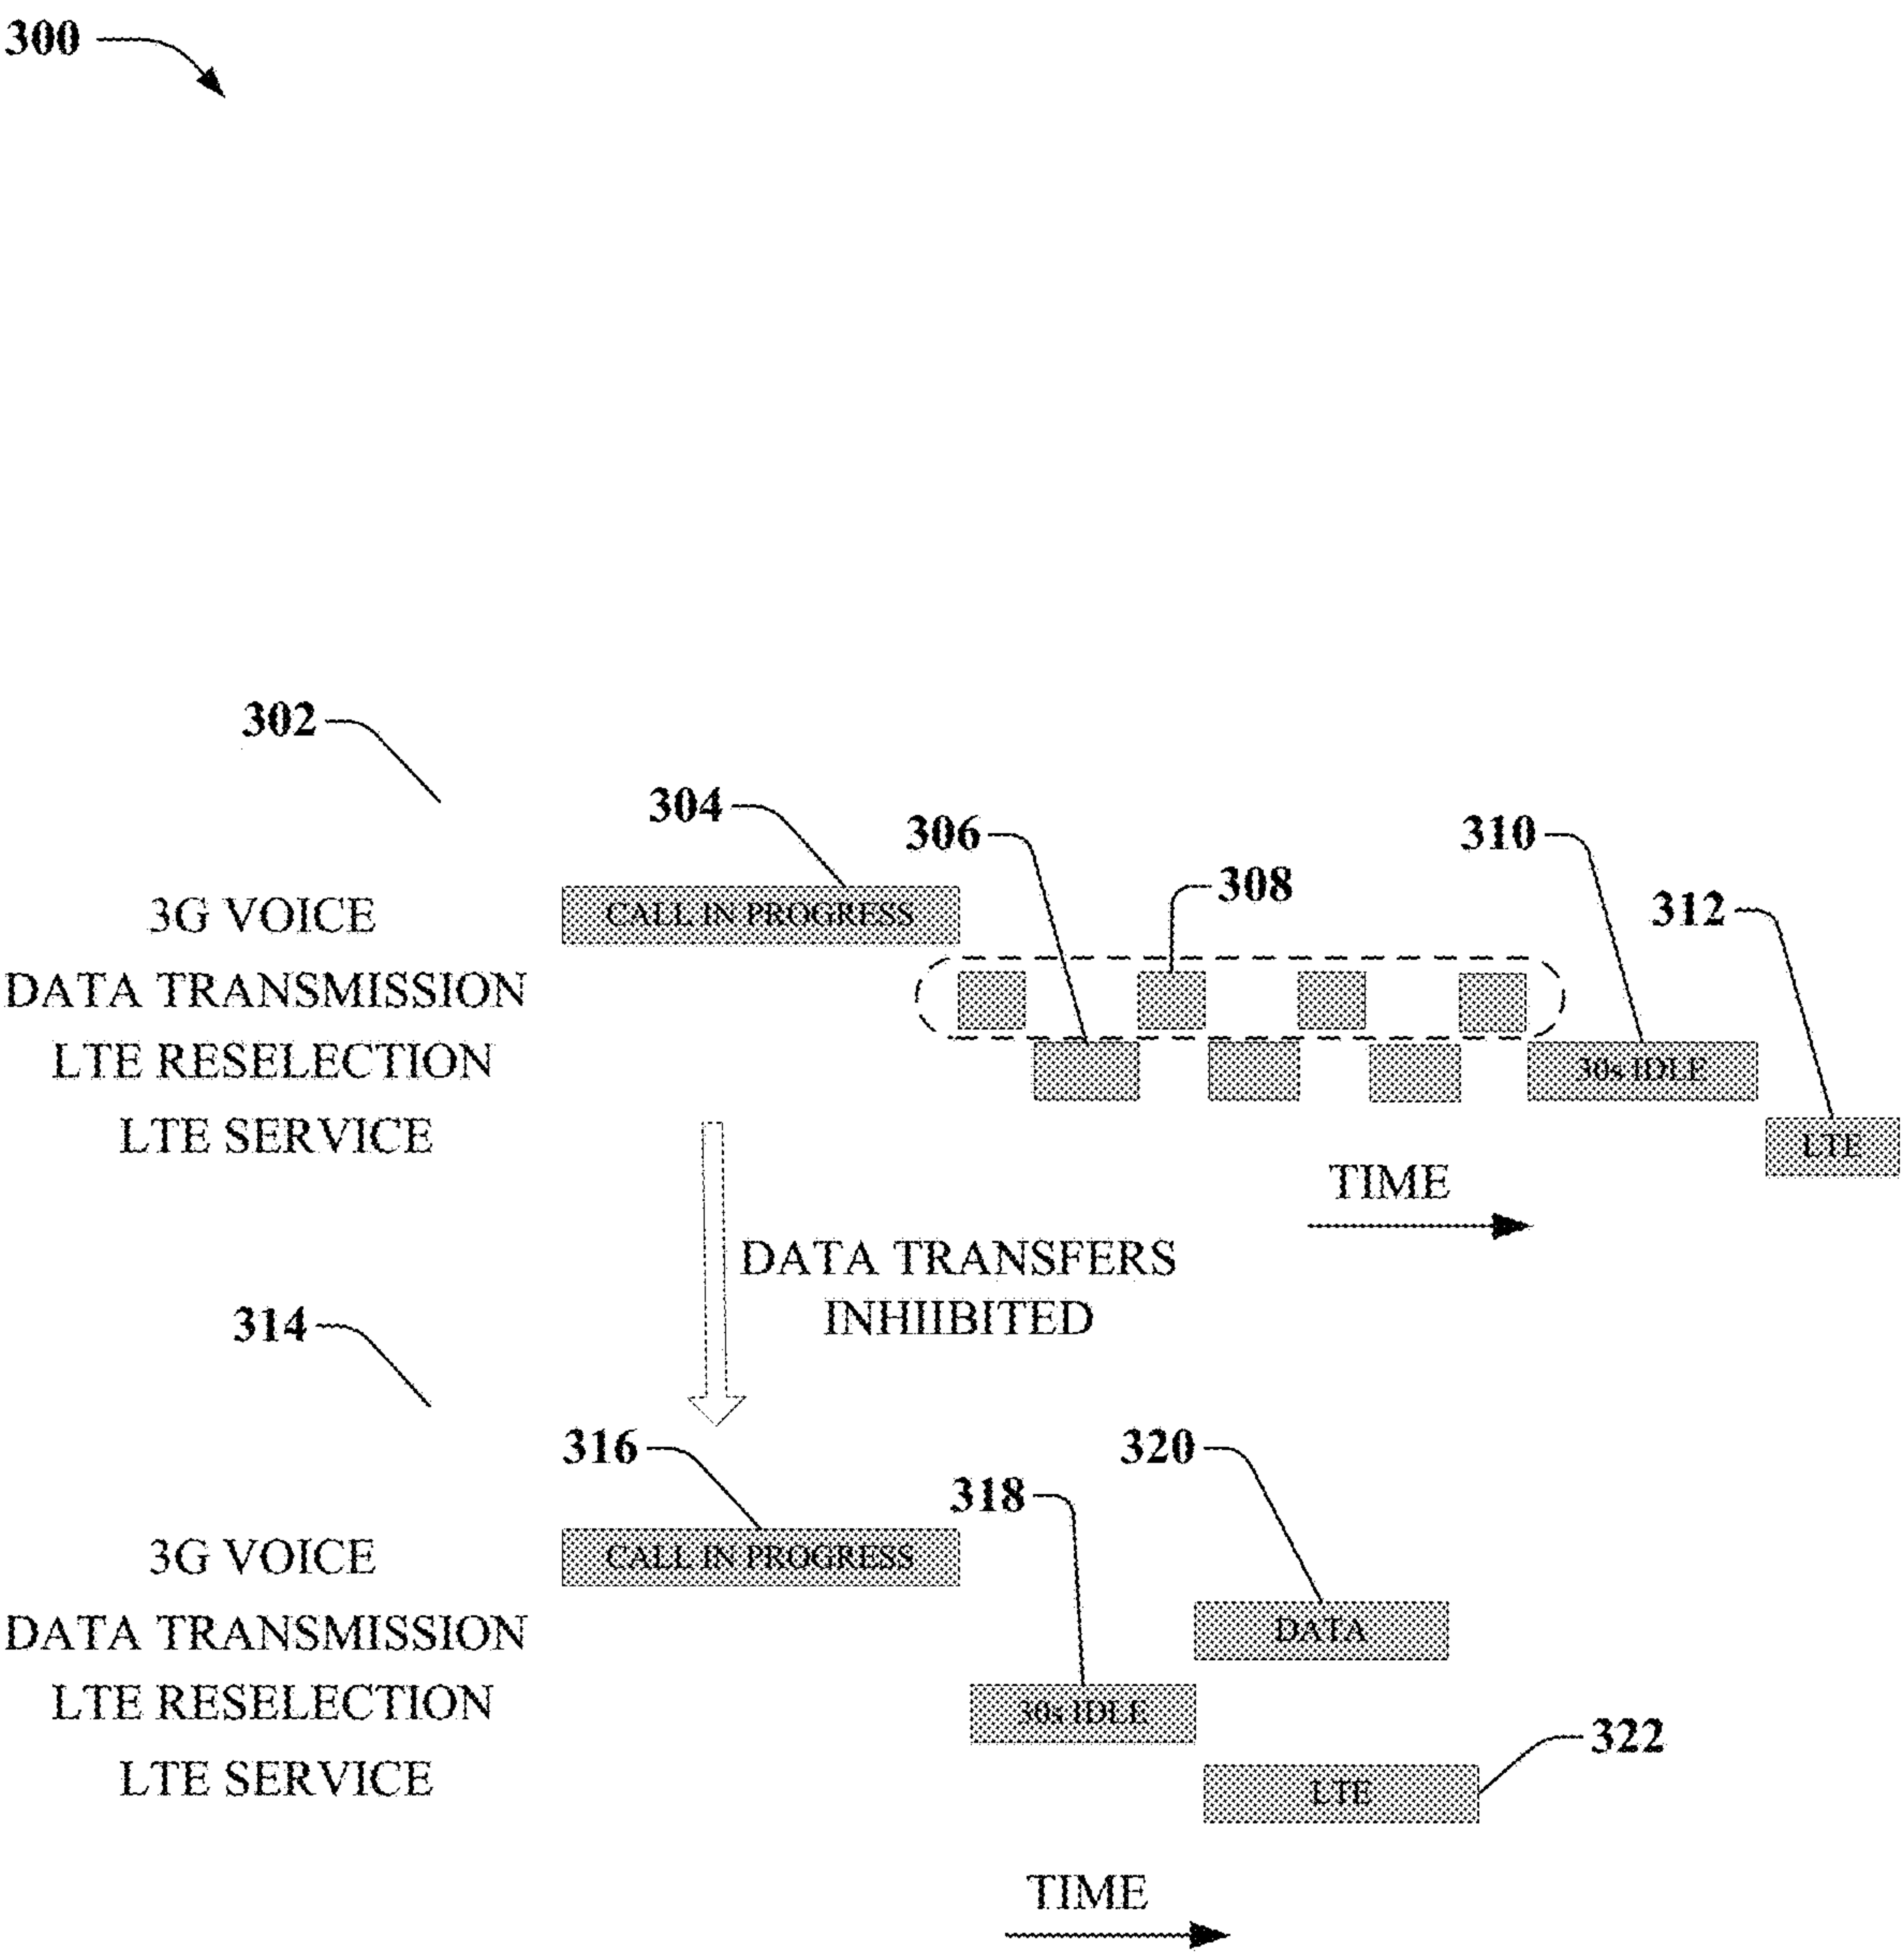 300
302
304
306
308
310
312
3G VOICE
CALL IN PROGRESS
DATA TRANSMISSION
LTE RESELECTION
30s IDLE
LTE SERVICE
LTE
TIME
DATA TRANSFERS
INHIIBITED
314
316
318
320
3G VOICE
CALL IN PROGRESS
DATA TRANSMISSION
DATA
LTE RESELECTION
30s IDLE
322
LTE SERVICE
LTE
TIME